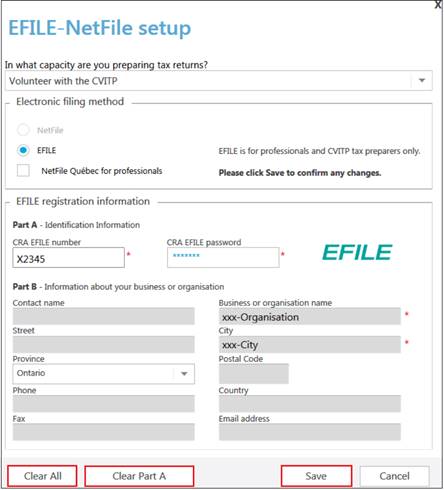 X
EFILE-NetFile setup
In what capacity are you preparing tax returns?
Volunteer with the CVITP
Electronic filing method
NetFile
EFILE
EFILE is for professionals and CVITP tax preparers only.
NetFile Québec for professionals
Please click Save to confirm any changes.
EFILE registration information
Part A - Identification Information
CRA EFILE number
CRA EFILE password
X2345 *
******* *
EFILE
Part B - Information about your business or organisation
Contact name
Business or organisation name
xxx-Organisation *
Street
City
xxx-City *
Province
Postal Code
Ontario
Phone
Country
Fax
Email address
Clear All
Clear Part A
Save
Cancel